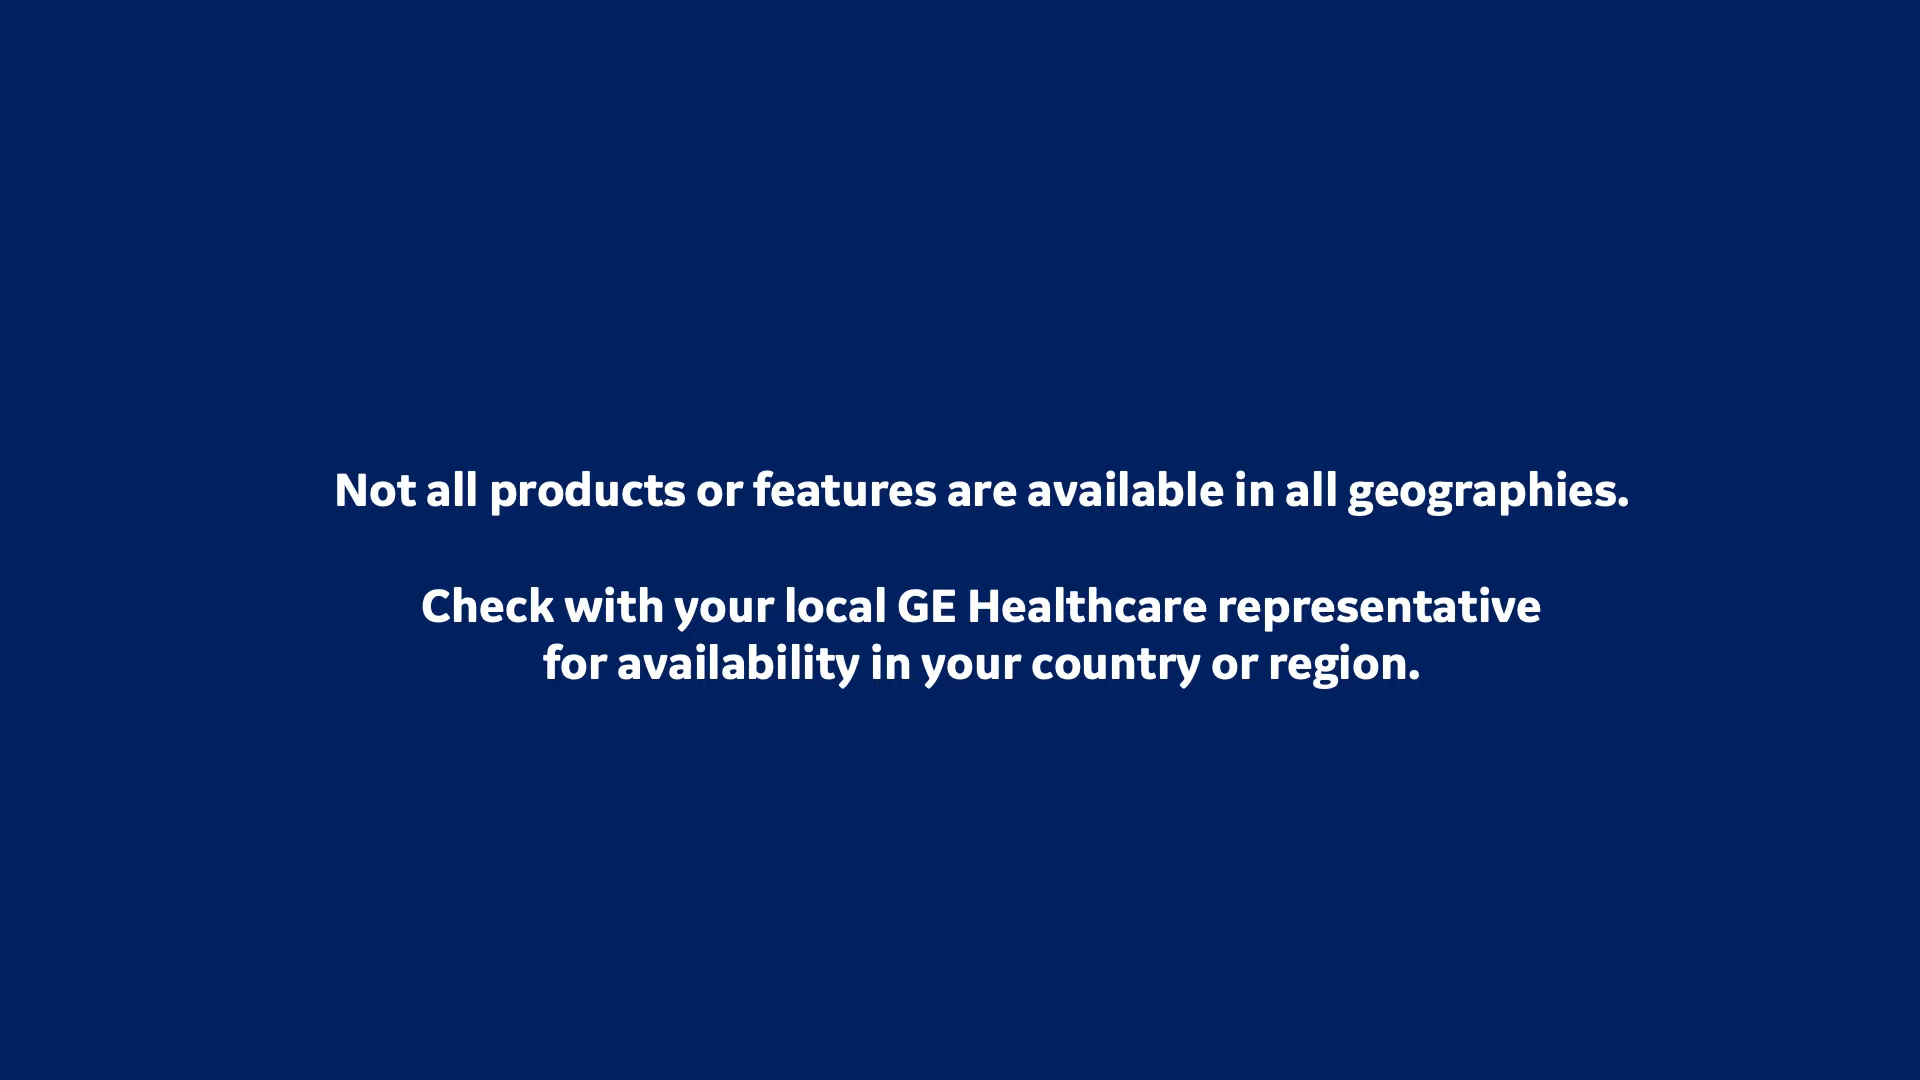 Not all products or features are available in all geographies.
Check with your local GE Healthcare representative
for availability in your country or region.